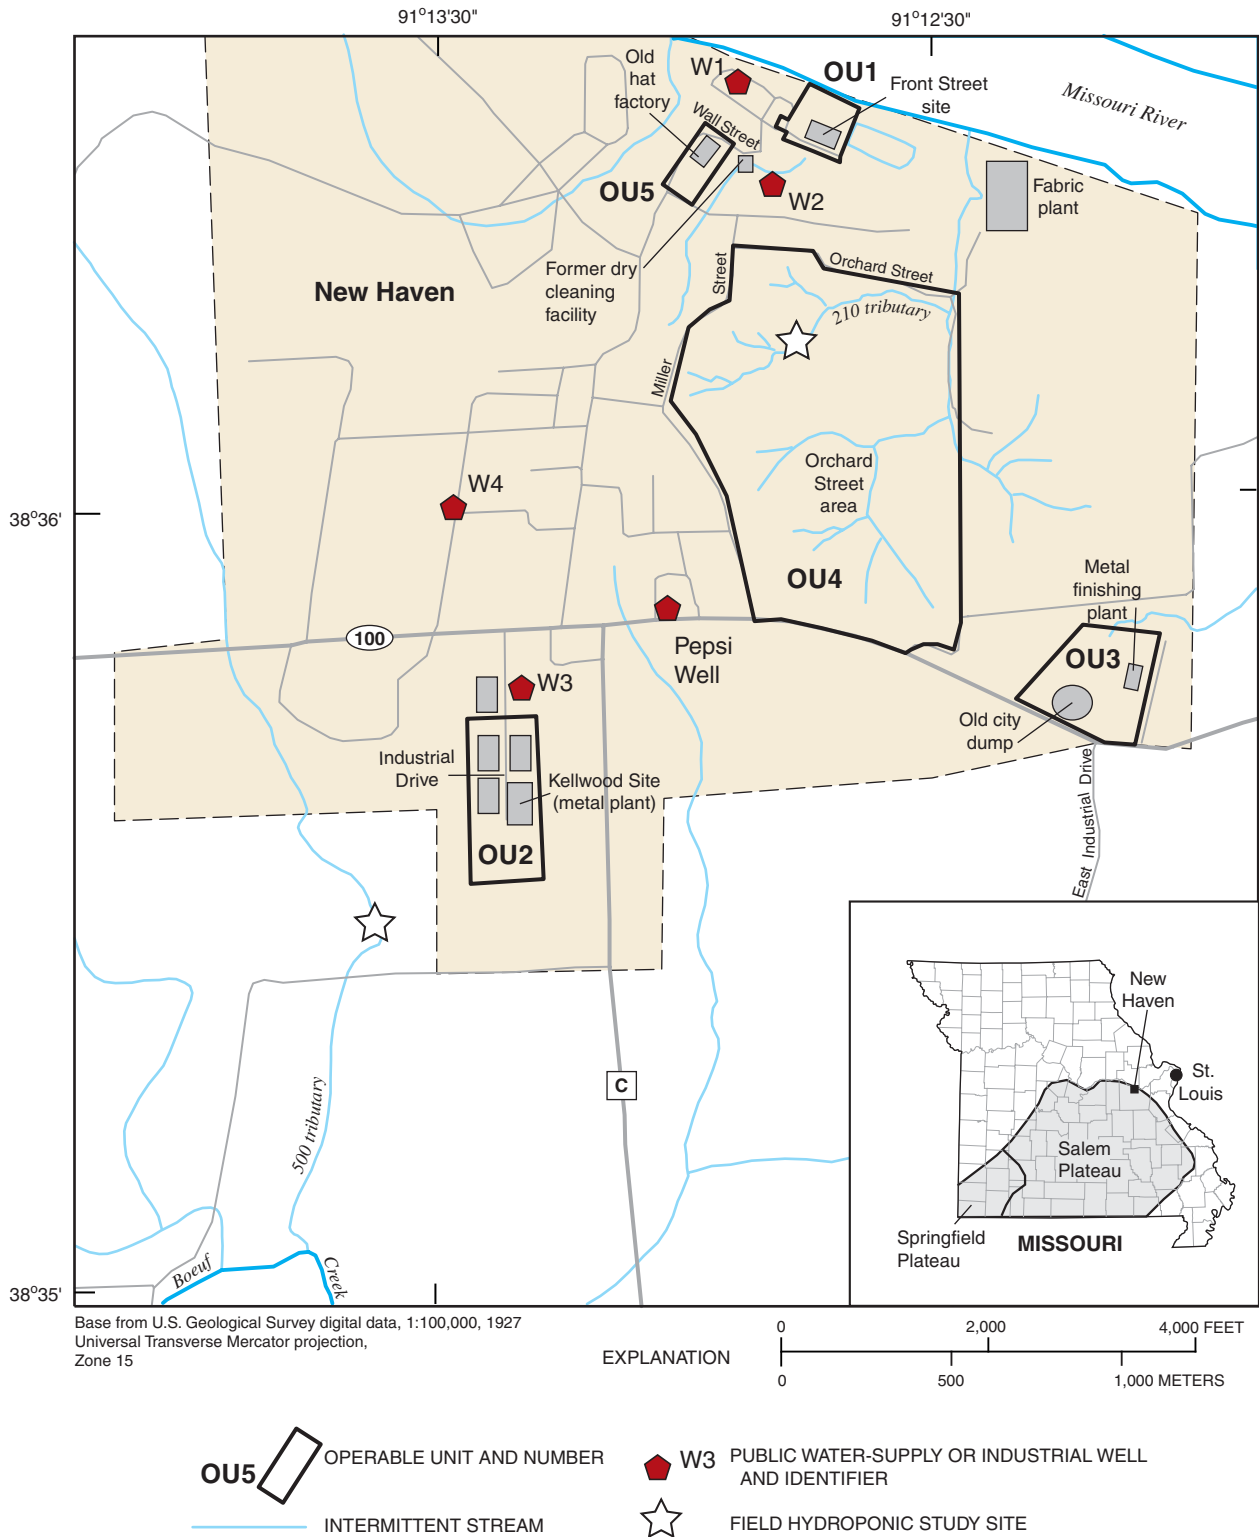 91°13'30"
91°12'30"
Old
hat
factory
W1
OU1
Front Street
site
Missouri River
Wall Street
OU5
W2
Fabric
plant
Former dry
cleaning
facility
New Haven
Street
Orchard Street
210 tributary
Miller
W4
Orchard
Street
area
38°36'
OU4
Metal
finishing
plant
100
Pepsi
Well
OU3
W3
Old city
dump
Industrial
Drive
Kellwood Site
(metal plant)
OU2
East Industrial Drive
New
Haven
C
St.
Louis
500 tributary
Salem
Plateau
Springfield
Plateau
MISSOURI
Boeuf
Creek
38°35'
Base from U.S. Geological Survey digital data, 1:100,000, 1927
Universal Transverse Mercator projection,
Zone 15
EXPLANATION
0 2,000 4,000 FEET
0 500 1,000 METERS
OU5
OPERABLE UNIT AND NUMBER
W3
PUBLIC WATER-SUPPLY OR INDUSTRIAL WELL
AND IDENTIFIER
INTERMITTENT STREAM
FIELD HYDROPONIC STUDY SITE